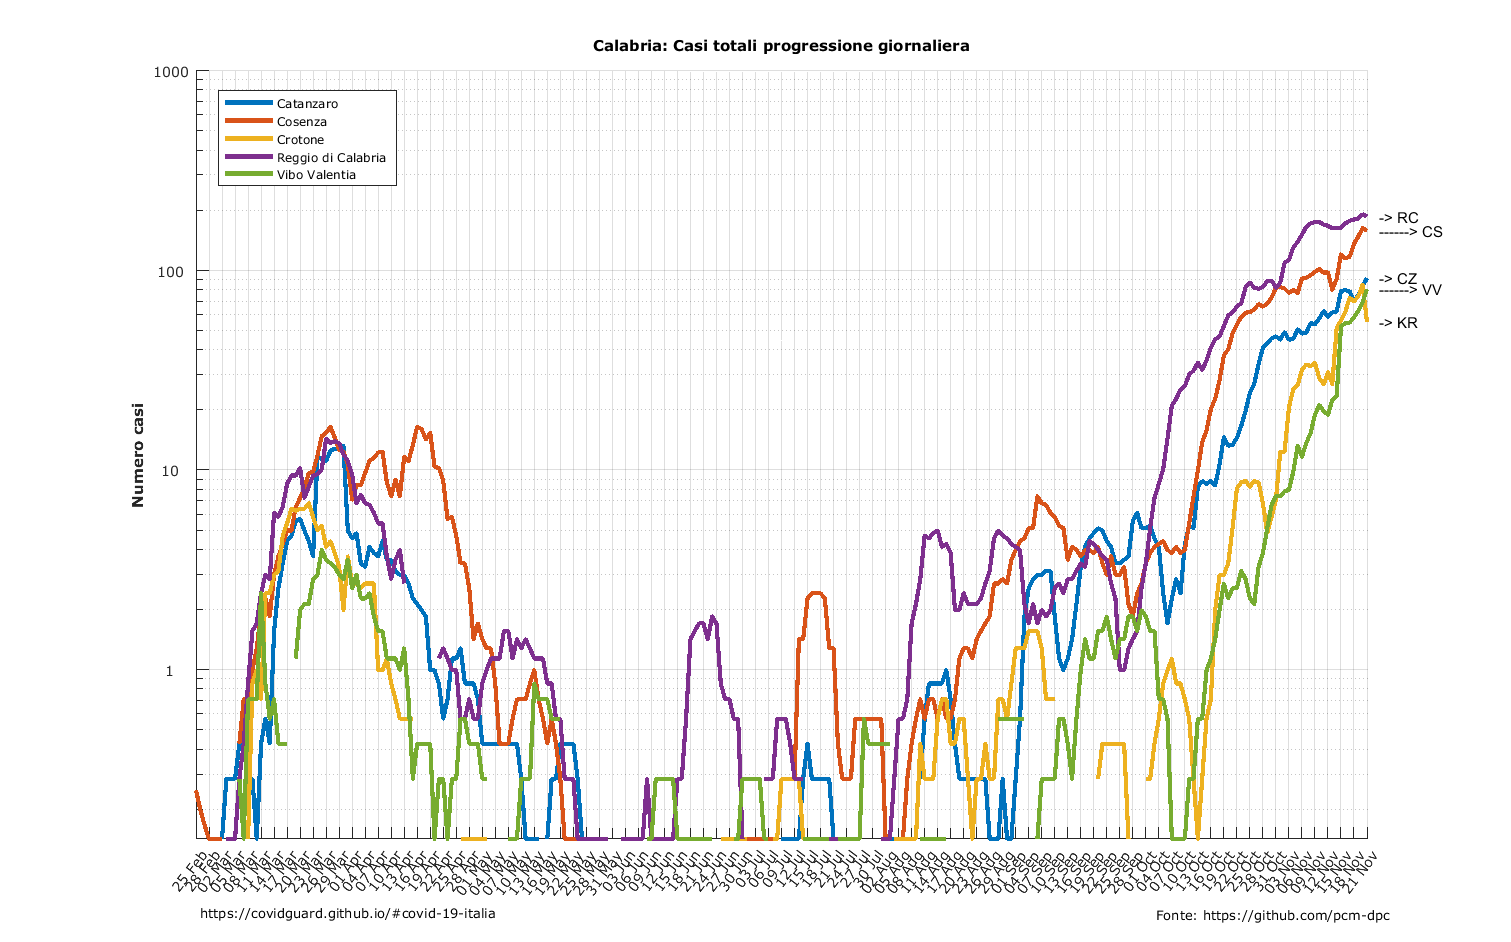 Calabria: Casi totali progressione giornaliera
1000
100
10
1
Numero casi
Catanzaro
Cosenza
Crotone
Reggio di Calabria
Vibo Valentia
-> RC
------> CS
-> CZ
------> VV
-> KR
25 Feb
28 Feb
02 Mar
05 Mar
08 Mar
11 Mar
14 Mar
17 Mar
20 Mar
23 Mar
26 Mar
29 Mar
01 Apr
04 Apr
07 Apr
10 Apr
13 Apr
16 Apr
19 Apr
22 Apr
25 Apr
28 Apr
01 May
04 May
07 May
10 May
13 May
16 May
19 May
22 May
25 May
28 May
31 May
03 Jun
06 Jun
09 Jun
12 Jun
15 Jun
18 Jun
21 Jun
24 Jun
27 Jun
30 Jun
03 Jul
06 Jul
09 Jul
12 Jul
15 Jul
18 Jul
21 Jul
24 Jul
27 Jul
30 Jul
02 Aug
05 Aug
08 Aug
11 Aug
14 Aug
17 Aug
20 Aug
23 Aug
26 Aug
29 Aug
01 Sep
04 Sep
07 Sep
10 Sep
13 Sep
16 Sep
19 Sep
22 Sep
25 Sep
28 Sep
01 Oct
04 Oct
07 Oct
10 Oct
13 Oct
16 Oct
19 Oct
22 Oct
25 Oct
28 Oct
31 Oct
03 Nov
06 Nov
09 Nov
12 Nov
15 Nov
18 Nov
21 Nov
https://covidguard.github.io/#covid-19-italia
Fonte: https://github.com/pcm-dpc